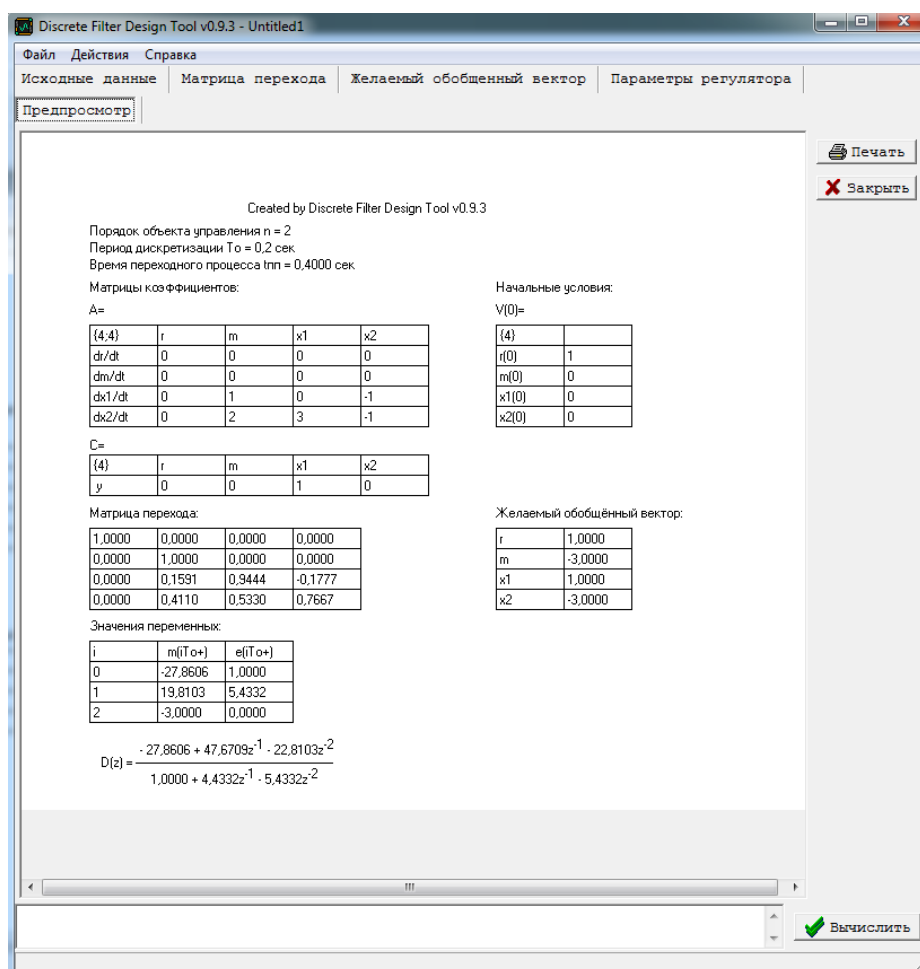 Discrete Filter Design Tool v0.9.3 - Untitled1
Файл Действия Справка
Исходные данные Матрица перехода Желаемый обобщенный вектор Параметры регулятора
Предпросмотр
Печать
Закрыть
Created by Discrete Filter Design Tool v0.9.3
Порядок объекта управления n = 2
Период дискретизации To = 0,2 сек
Время переходного процесса tпп = 0,4000 сек
Матрицы коэффициентов: Начальные условия:
A= V(0)=
{4;4} r m x1 x2 {4}
dr/dt 0 0 0 0 r(0) 1
dm/dt 0 0 0 0 m(0) 0
dx1/dt 0 1 0 -1 x1(0) 0
dx2/dt 0 2 3 -1 x2(0) 0
C=
{4} r m x1 x2
y 0 0 1 0
Матрица перехода: Желаемый обобщённый вектор:
1,0000 0,0000 0,0000 0,0000 r 1,0000
0,0000 1,0000 0,0000 0,0000 m -3,0000
0,0000 0,1591 0,9444 -0,1777 x1 1,0000
0,0000 0,4110 0,5330 0,7667 x2 -3,0000
Значения переменных:
i m(iTo+) e(iTo+)
0 -27,8606 1,0000
1 19,8103 5,4332
2 -3,0000 0,0000
- 27,8606 + 47,6709z-1 - 22,8103z-2
D(z) =
1,0000 + 4,4332z-1 - 5,4332z-2
Вычислить